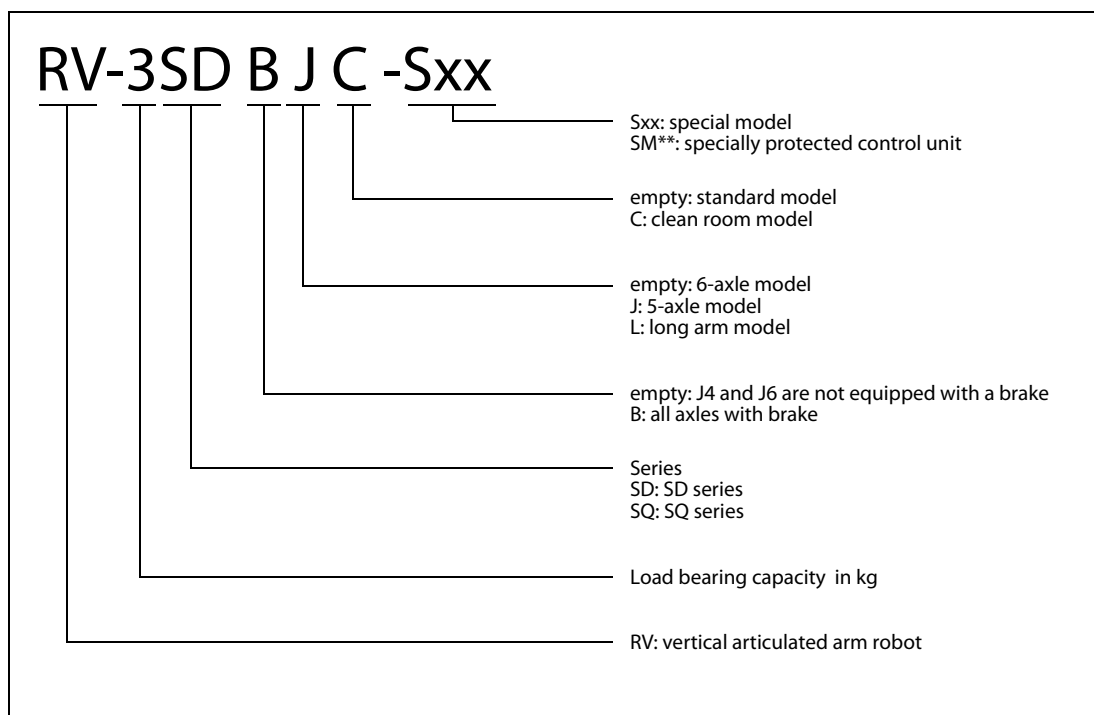 RV-3SD B J C -Sxx
Sxx: special model
SM**: specially protected control unit
empty: standard model
C: clean room model
empty: 6-axle model
J: 5-axle model
L: long arm model
empty: J4 and J6 are not equipped with a brake
B: all axles with brake
Series
SD: SD series
SQ: SQ series
Load bearing capacity in kg
RV: vertical articulated arm robot